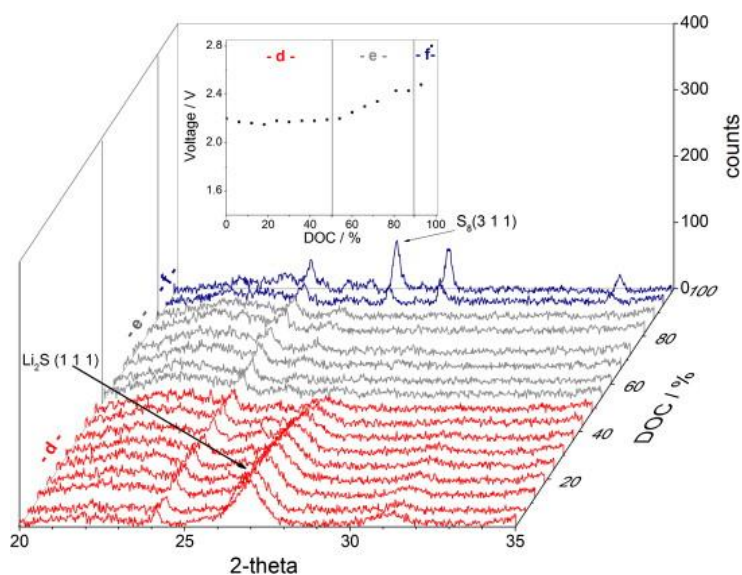 400
300
200
100
0
counts
2.8
2.4
2.0
1.6
Voltage / V
- d -
- e -
- f-
0 20 40 60 80 100
DOC / %
S₈(3 1 1)
- f -
- e -
- d -
Li₂S (1 1 1)
100
80
60
40
20
DOC / %
20 25 30 35
2-theta